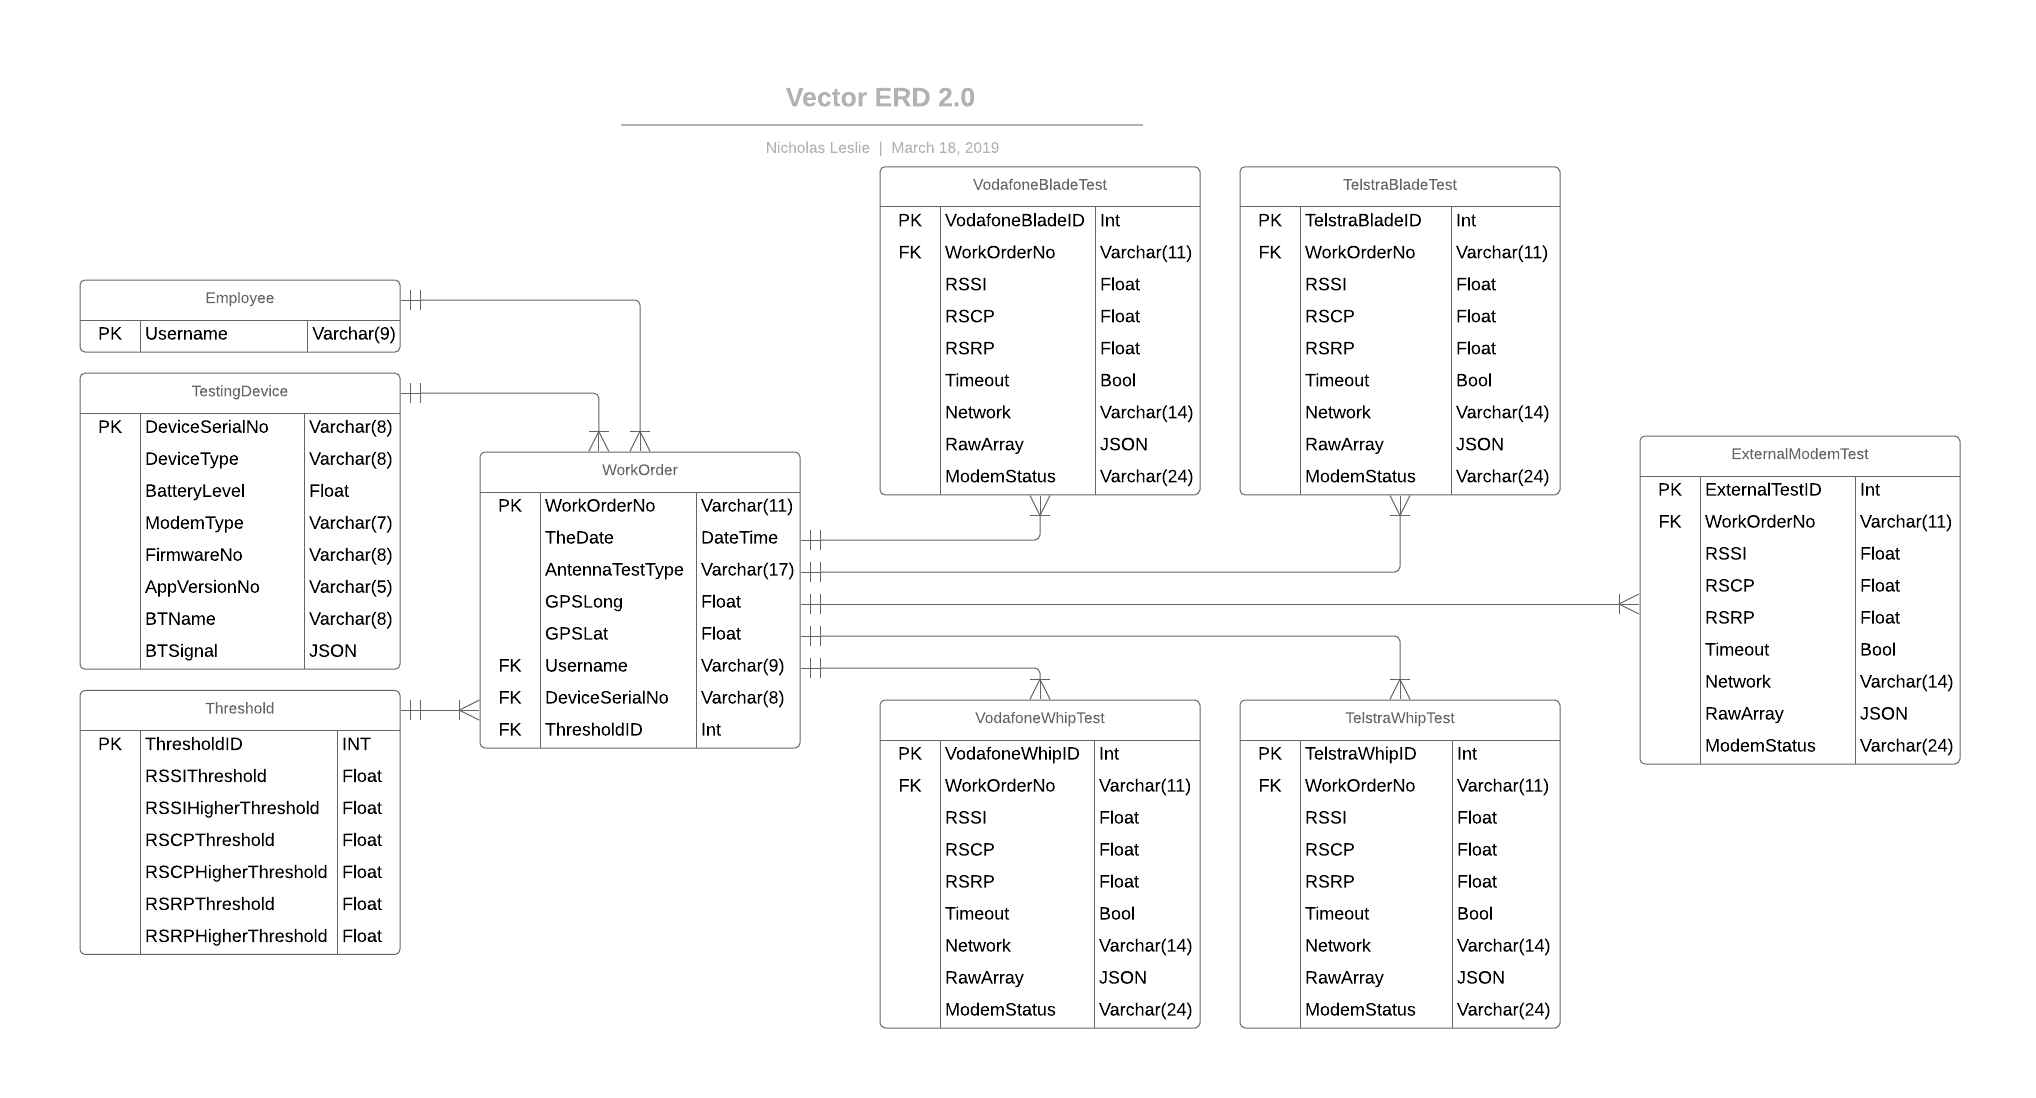 Vector ERD 2.0
Nicholas Leslie | March 18, 2019
Employee
PK Username Varchar(9)
TestingDevice
PK DeviceSerialNo Varchar(8)
DeviceType Varchar(8)
BatteryLevel Float
ModemType Varchar(7)
FirmwareNo Varchar(8)
AppVersionNo Varchar(5)
BTName Varchar(8)
BTSignal JSON
Threshold
PK ThresholdID INT
RSSIThreshold Float
RSSIHigherThreshold Float
RSCPThreshold Float
RSCPHigherThreshold Float
RSRPThreshold Float
RSRPHigherThreshold Float
WorkOrder
PK WorkOrderNo Varchar(11)
TheDate DateTime
AntennaTestType Varchar(17)
GPSLong Float
GPSLat Float
FK Username Varchar(9)
FK DeviceSerialNo Varchar(8)
FK ThresholdID Int
VodafoneBladeTest
PK VodafoneBladeID Int
FK WorkOrderNo Varchar(11)
RSSI Float
RSCP Float
RSRP Float
Timeout Bool
Network Varchar(14)
RawArray JSON
ModemStatus Varchar(24)
TelstraBladeTest
PK TelstraBladeID Int
FK WorkOrderNo Varchar(11)
RSSI Float
RSCP Float
RSRP Float
Timeout Bool
Network Varchar(14)
RawArray JSON
ModemStatus Varchar(24)
VodafoneWhipTest
PK VodafoneWhipID Int
FK WorkOrderNo Varchar(11)
RSSI Float
RSCP Float
RSRP Float
Timeout Bool
Network Varchar(14)
RawArray JSON
ModemStatus Varchar(24)
TelstraWhipTest
PK TelstraWhipID Int
FK WorkOrderNo Varchar(11)
RSSI Float
RSCP Float
RSRP Float
Timeout Bool
Network Varchar(14)
RawArray JSON
ModemStatus Varchar(24)
ExternalModemTest
PK ExternalTestID Int
FK WorkOrderNo Varchar(11)
RSSI Float
RSCP Float
RSRP Float
Timeout Bool
Network Varchar(14)
RawArray JSON
ModemStatus Varchar(24)